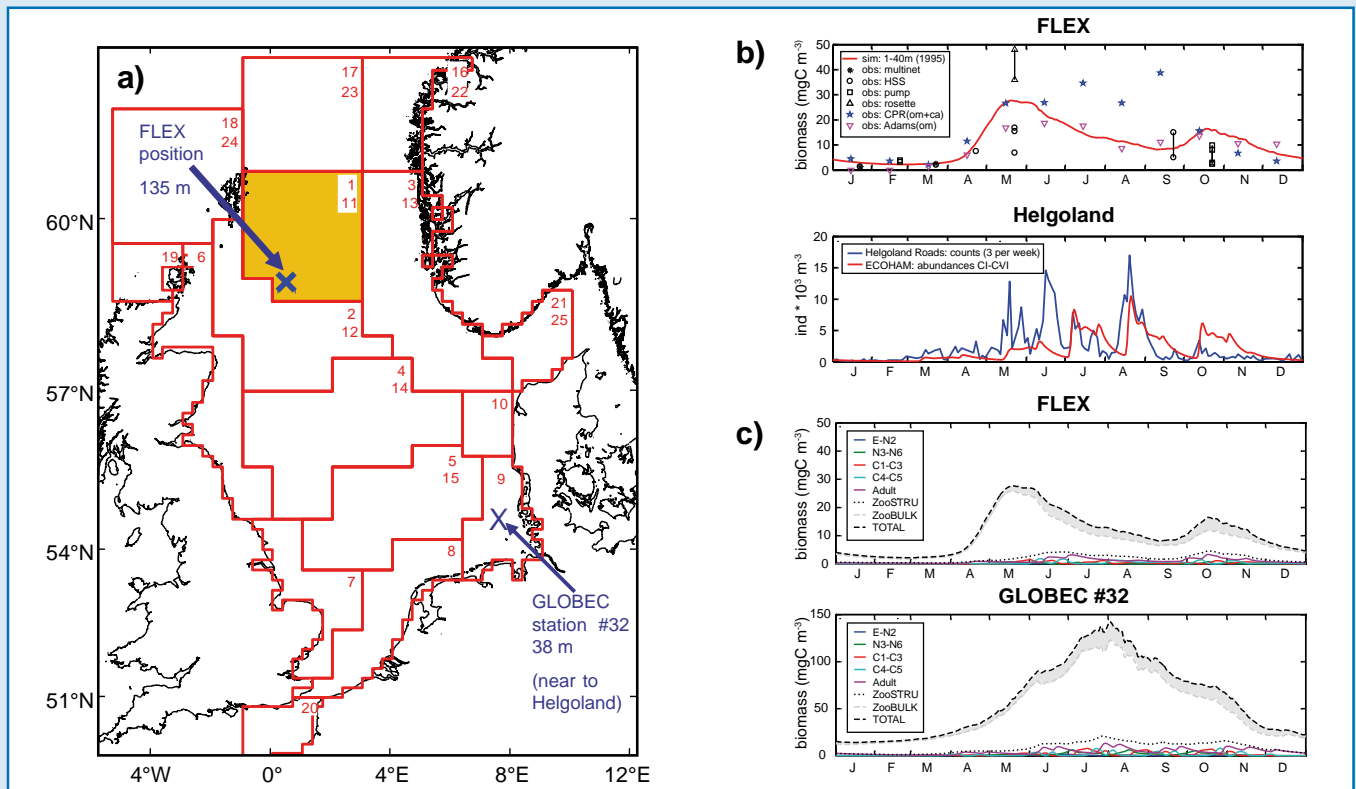 a)
17
23
16
22
18
24
FLEX
position
135 m
1
11
3
13
19
6
2
12
21
25
4
14
10
5
15
9
8
7
20
GLOBEC
station #32
38 m
(near to
Helgoland)
60°N
57°N
54°N
51°N
4°W
0°
4°E
8°E
12°E
b)
FLEX
biomass (mgC m⁻³)
50
40
30
20
10
0
sim: 1-40m (1995)
obs: multinet
obs: HSS
obs: pump
obs: rosette
obs: CPR(om+ca)
obs: Adams(om)
J F M A M J J A S O N D
Helgoland
ind * 10³ m⁻³
20
15
10
5
0
Helgoland Roads: counts (3 per week)
ECOHAM: abundances CI-CVI
J F M A M J J A S O N D
c)
FLEX
biomass (mgC m⁻³)
50
40
30
20
10
0
E-N2
N3-N6
C1-C3
C4-C5
Adult
ZooSTRU
ZooBULK
TOTAL
J F M A M J J A S O N D
GLOBEC #32
biomass (mgC m⁻³)
150
100
50
0
E-N2
N3-N6
C1-C3
C4-C5
Adult
ZooSTRU
ZooBULK
TOTAL
J F M A M J J A S O N D